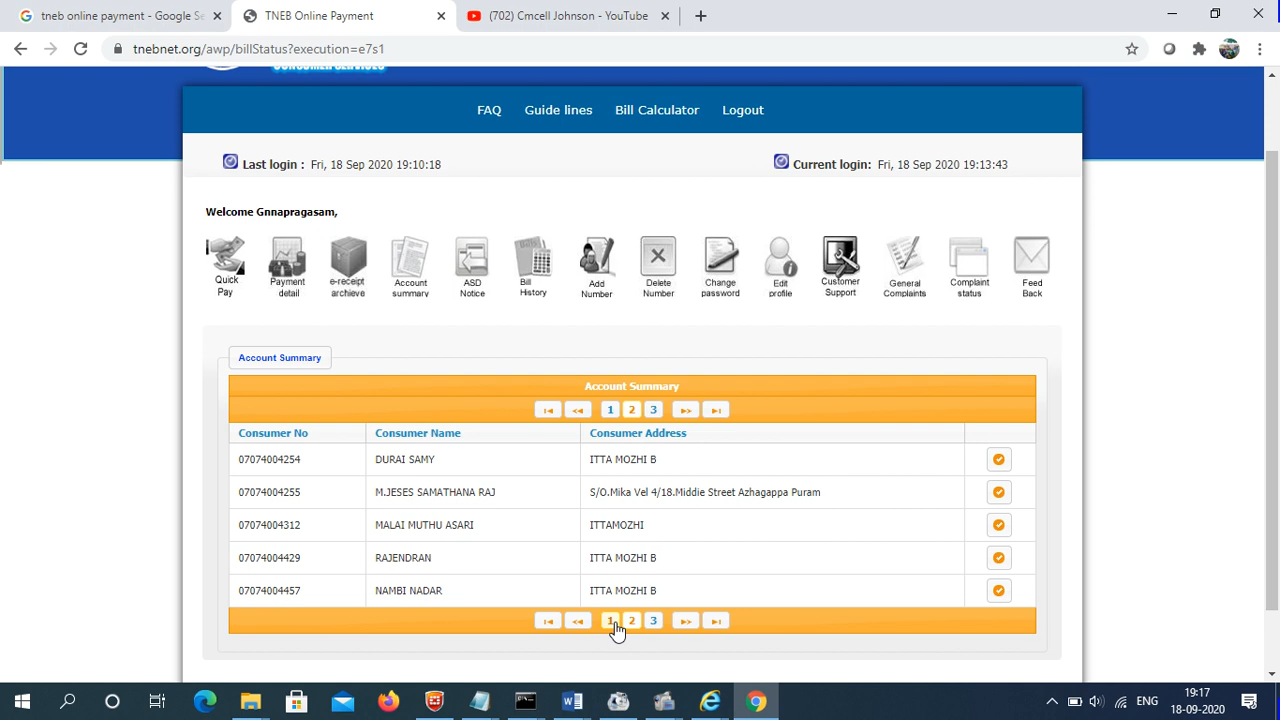 tneb online payment - Google Se
TNEB Online Payment
(702) Cmcell Johnson - YouTube
tnebnet.org/awp/billStatus?execution=e7s1
FAQ Guide lines Bill Calculator Logout
Last login : Fri, 18 Sep 2020 19:10:18
Current login: Fri, 18 Sep 2020 19:13:43
Welcome Gnnapragasam,
Quick Pay
Payment detail
e-receipt archieve
Account summary
ASD Notice
Bill History
Add Number
Delete Number
Change password
Edit profile
Customer Support
General Complaints
Complaint status
Feed Back
Account Summary
Account Summary
1 2 3
Consumer No Consumer Name Consumer Address
07074004254 DURAI SAMY ITTA MOZHI B
07074004256 M.JESES SAMATHANA RAJ S/O.Mika Vel 4/18.Middie Street Azhagappa Puram
07074004312 MALAI MUTHU ASARI ITTAMOZHI
07074004429 RAJENDRAN ITTA MOZHI B
07074004457 NAMBI NADAR ITTA MOZHI B
1 2 3
ENG
19:17
18-09-2020